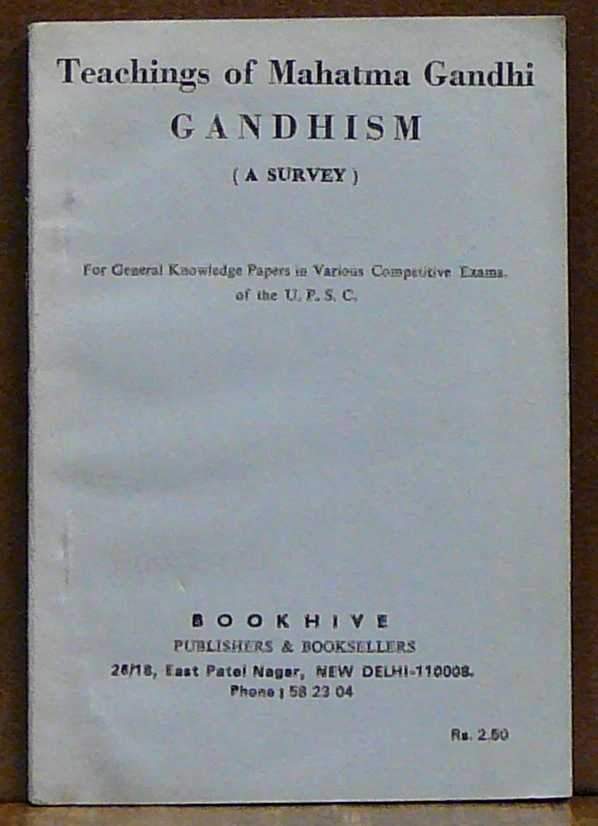 Teachings of Mahatma Gandhi
GANDHISM
( A SURVEY )
For General Knowledge Papers in Various Competitive Exams.
of the U. P. S. C.
BOOKHIVE
PUBLISHERS & BOOKSELLERS
26/18, East Patel Nagar, NEW DELHI-110008.
Phone : 58 23 04
Rs. 2.50